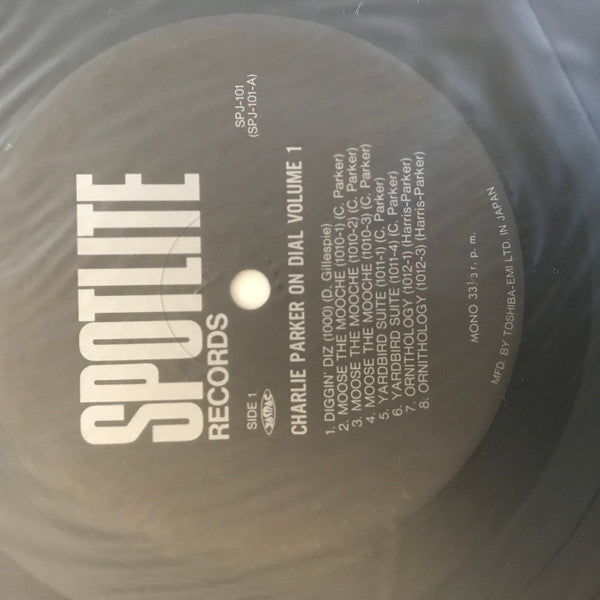 SPOTLITE
RECORDS
SPJ-101
SIDE 1
(SPJ-101-A)
JASRAC
CHARLIE PARKER ON DIAL VOLUME 1
1. DIGGIN' DIZ (1000) (D. Gillespie)
2. MOOSE THE MOOCHE (1010-1) (C. Parker)
3. MOOSE THE MOOCHE (1010-2) (C. Parker)
4. MOOSE THE MOOCHE (1010-3) (C. Parker)
5. YARDBIRD SUITE (1011-1) (C. Parker)
6. YARDBIRD SUITE (1011-4) (C. Parker)
7. ORNITHOLOGY (1012-1) (Harris-Parker)
8. ORNITHOLOGY (1012-3) (Harris-Parker)
MONO 33 1/3 r. p. m.
MFD. BY TOSHIBA-EMI LTD. IN JAPAN